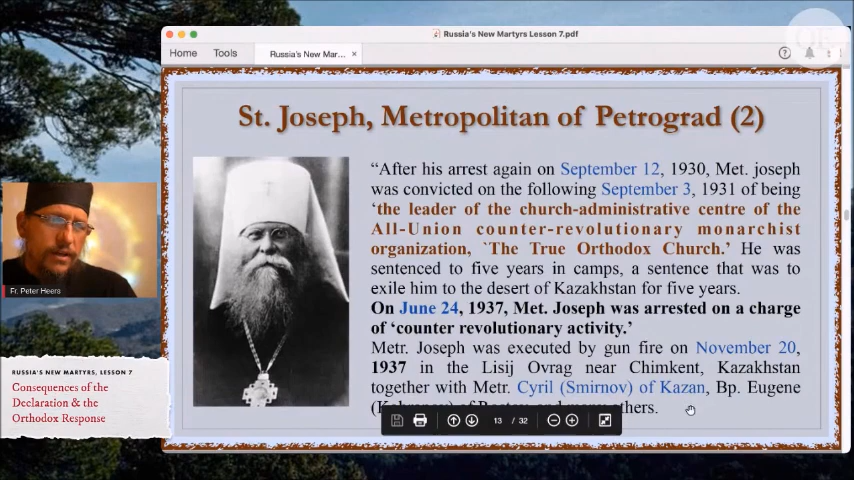 Russia's New Martyrs Lesson 7.pdf
Home Tools Russia's New Mar... ×
St. Joseph, Metropolitan of Petrograd (2)
“After his arrest again on September 12, 1930, Met. joseph
was convicted on the following September 3, 1931 of being
‘the leader of the church-administrative centre of the
All-Union counter-revolutionary monarchist
organization, `The True Orthodox Church.’ He was
sentenced to five years in camps, a sentence that was to
exile him to the desert of Kazakhstan for five years.
On June 24, 1937, Met. Joseph was arrested on a charge
of ‘counter revolutionary activity.’
Metr. Joseph was executed by gun fire on November 20,
1937 in the Lisij Ovrag near Chimkent, Kazakhstan
together with Metr. Cyril (Smirnov) of Kazan, Bp. Eugene
others.
13 / 32
Fr. Peter Heers
RUSSIA'S NEW MARTYRS, LESSON 7
Consequences of the
Declaration & the
Orthodox Response